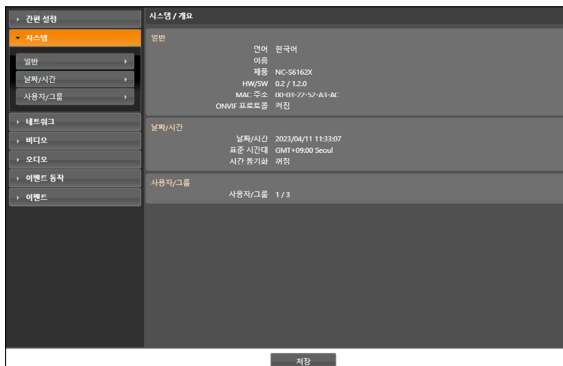 간편 설정
시스템
일반
날짜/시간
사용자/그룹
네트워크
비디오
오디오
이벤트 동작
이벤트
시스템 / 개요
일반
언어 한국어
이름
제품 NC-S6162X
HW/SW 0.2 / 1.2.0
MAC 주소 00-03-22-52-A3-AC
ONVIF 프로토콜 켜짐
날짜/시간
날짜/시간 2023/04/11 11:33:07
표준 시간대 GMT+09:00 Seoul
시간 동기화 꺼짐
사용자/그룹
사용자/그룹 1 / 3
저장